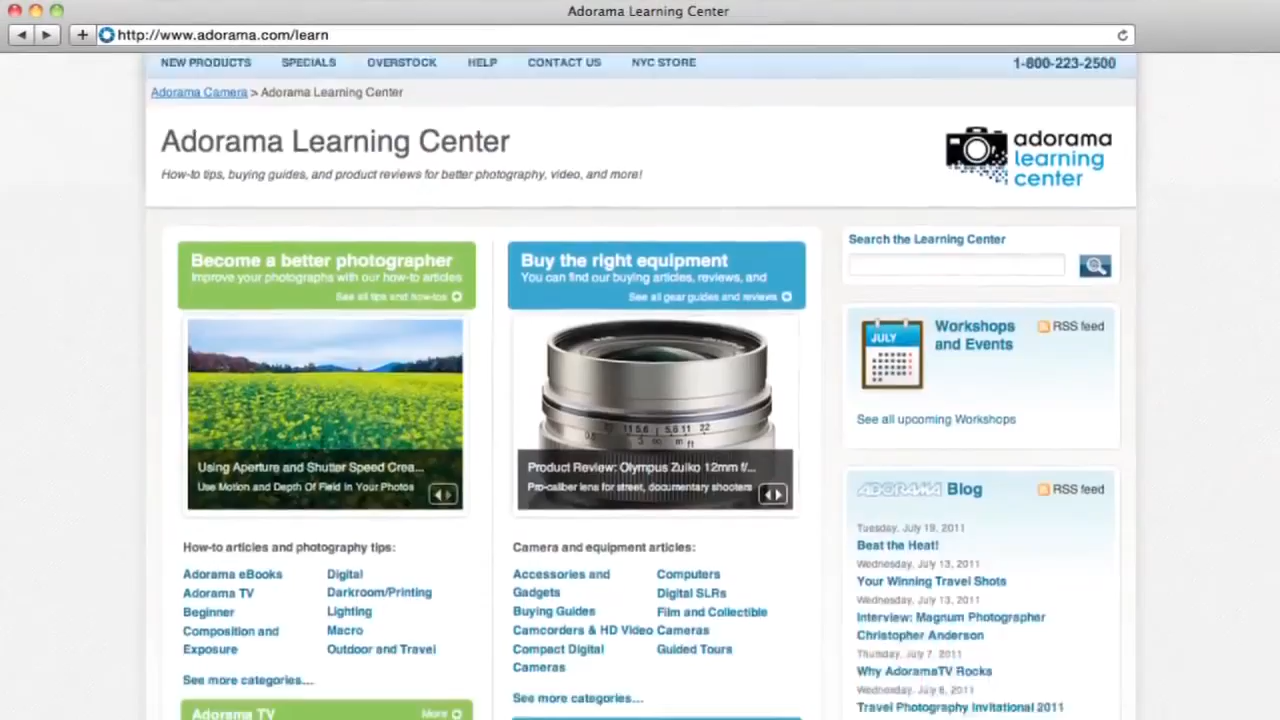 Adorama Learning Center
http://www.adorama.com/learn
NEW PRODUCTS SPECIALS OVERSTOCK HELP CONTACT US NYC STORE 1-800-223-2500
Adorama Camera > Adorama Learning Center
Adorama Learning Center
How-to tips, buying guides, and product reviews for better photography, video, and more!
adorama
learning
center
Become a better photographer
Improve your photographs with our how-to articles
See all tips and how-tos
Using Aperture and Shutter Speed Crea...
Use Motion and Depth Of Field In Your Photos
How-to articles and photography tips:
Adorama eBooks
Adorama TV
Beginner
Composition and
Exposure
Digital
Darkroom/Printing
Lighting
Macro
Outdoor and Travel
See more categories...
Adorama TV More
Buy the right equipment
You can find our buying articles, reviews, and
See all gear guides and reviews
11 5.6 5.6 11 22
m ft
Product Review: Olympus Zuiko 12mm f/...
Pro-caliber lens for street, documentary shooters
Camera and equipment articles:
Accessories and
Gadgets
Buying Guides
Camcorders & HD Video
Compact Digital
Cameras
Computers
Digital SLRs
Film and Collectible
Cameras
Guided Tours
See more categories...
Search the Learning Center
JULY
Workshops
and Events
RSS feed
See all upcoming Workshops
ADORAMA Blog
RSS feed
Tuesday, July 19, 2011
Beat the Heat!
Wednesday, July 13, 2011
Your Winning Travel Shots
Wednesday, July 13, 2011
Interview: Magnum Photographer
Christopher Anderson
Thursday, July 7, 2011
Why AdoramaTV Rocks
Wednesday, July 6, 2011
Travel Photography Invitational 2011